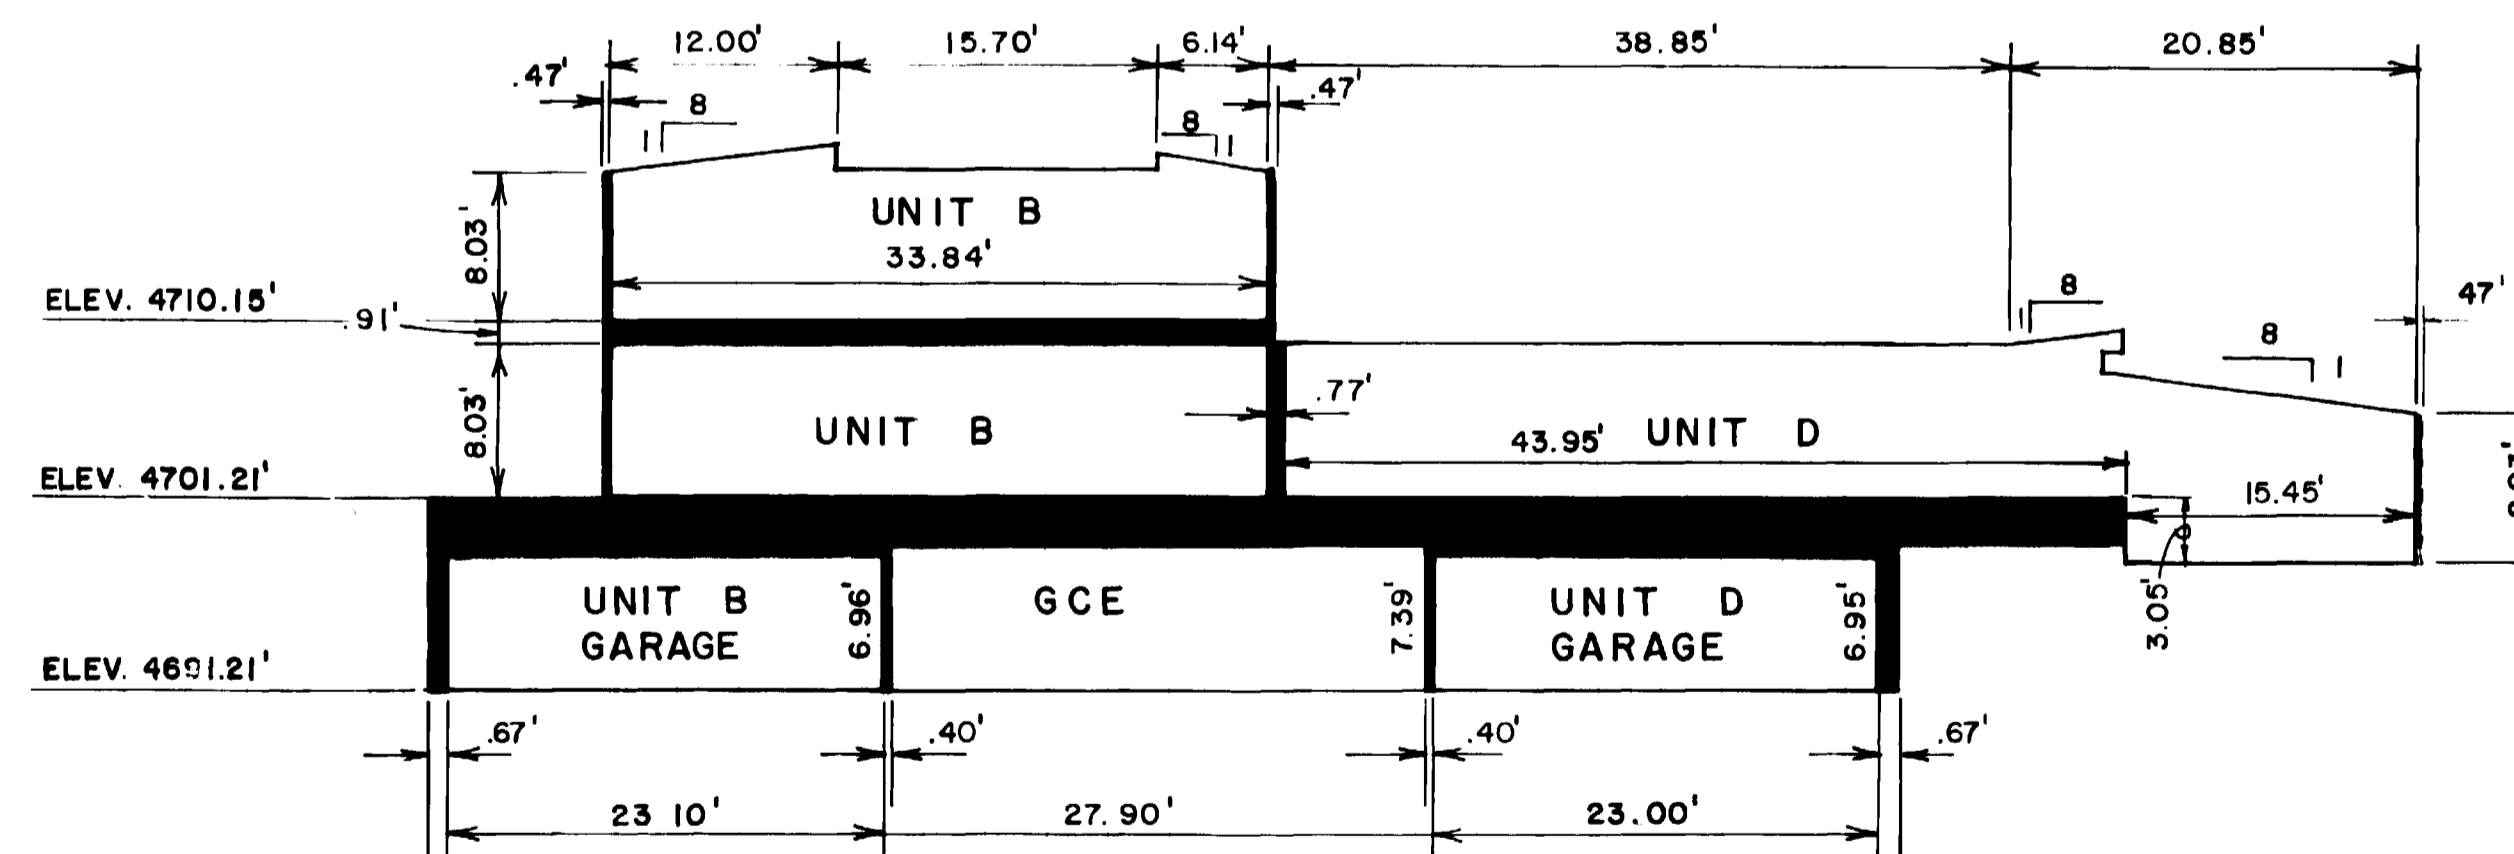 12.00' 15.70' 6.14' 38.85' 20.85'
.47' .47'
8 8
1 1
UNIT B
33.84'
8.03'
ELEV. 4710.15' .91'
8 47'
1
8
1
.77'
8.03'
UNIT B 43.95' UNIT D
ELEV. 4701.21' 15.45'
UNIT B GCE UNIT D
GARAGE GARAGE
6.96' 7.39' 6.95' 3.05'
ELEV. 4691.21'
.67' .40' .40' .67'
23 10' 27.90' 23.00'